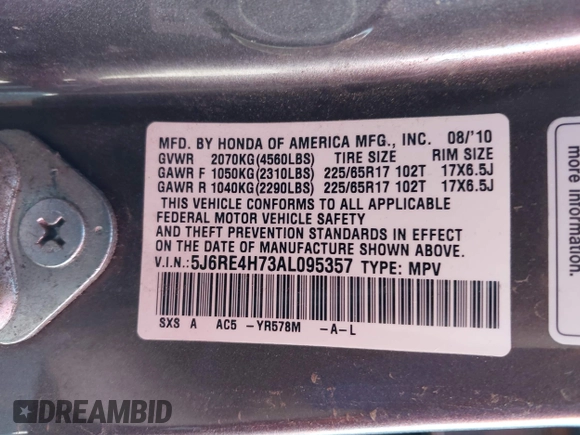 MFD. BY HONDA OF AMERICA MFG., INC. 08/'10
GVWR 2070KG(4560LBS) TIRE SIZE RIM SIZE
GAWR F 1050KG(2310LBS) 225/65R17 102T 17X6.5J
GAWR R 1040KG(2290LBS) 225/65R17 102T 17X6.5J
THIS VEHICLE CONFORMS TO ALL APPLICABLE
FEDERAL MOTOR VEHICLE SAFETY
AND THEFT PREVENTION STANDARDS IN EFFECT
ON THE DATE OF MANUFACTURE SHOWN ABOVE.
V.I.N.:5J6RE4H73AL095357 TYPE: MPV
SXS A AC5 -YR578M -A-L
more information.
DREAMBID